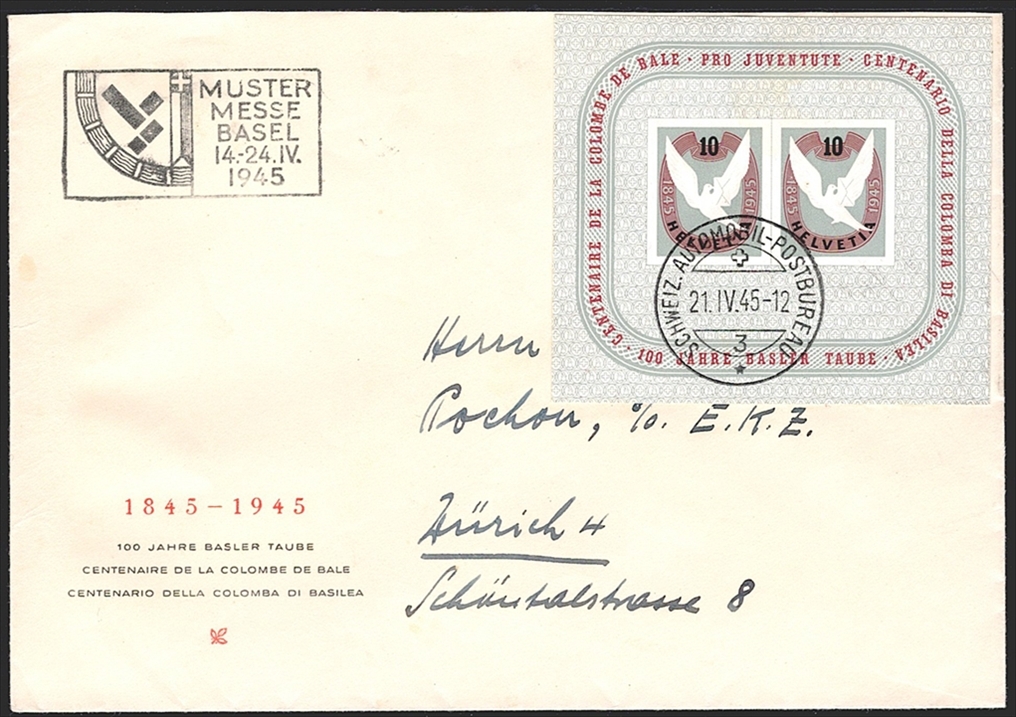 MUSTER
MESSE
BASEL
14.-24.IV.
1945
CENTENAIRE DE LA COLOMBE DE BALE · PRO JUVENTUTE · CENTENARIO DELLA COLOMBA DI BASILEA · 100 JAHRE BASLER TAUBE ·
10
1845 1945
HELVETIA
10
1845 1945
HELVETIA
SCHWEIZ. AUTOMOBIL-POSTBUREAU
21.IV.45-12
3
Herrn
Pochon, c/o. E.K.Z.
Zürich 4
Schöntalstrasse 8
1845-1945
100 JAHRE BASLER TAUBE
CENTENAIRE DE LA COLOMBE DE BALE
CENTENARIO DELLA COLOMBA DI BASILEA